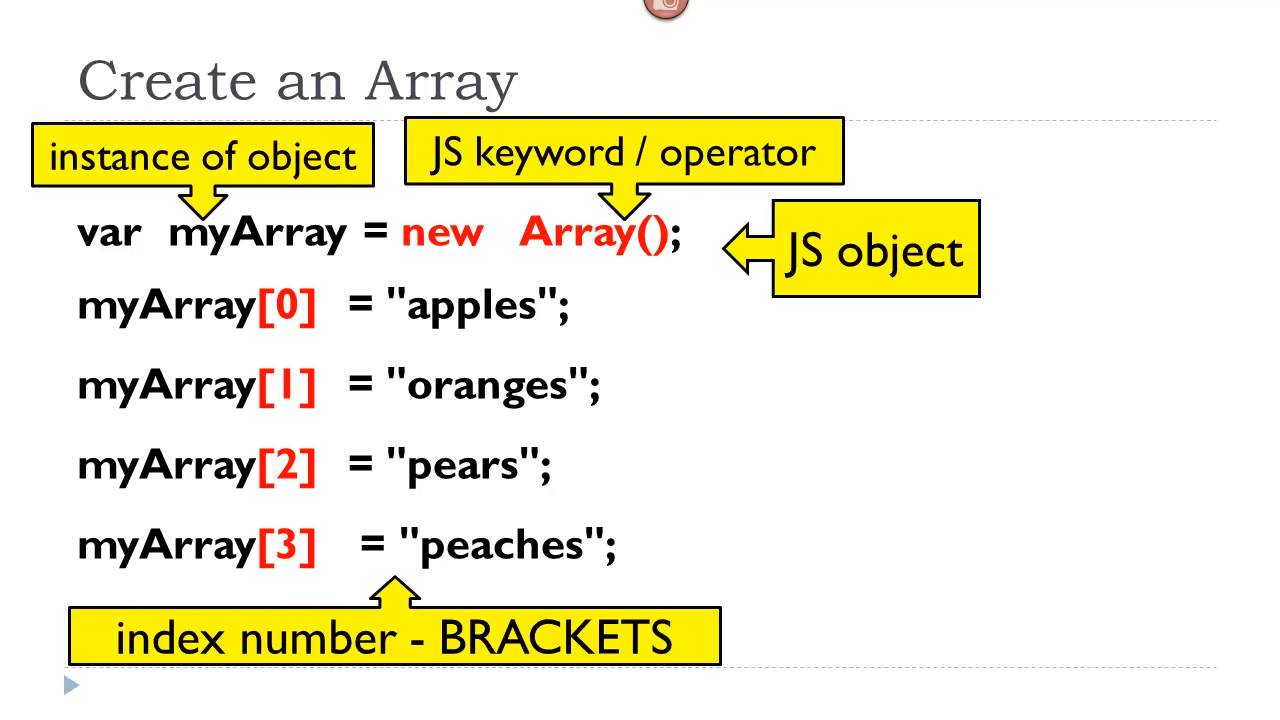 Create an Array
instance of object
JS keyword / operator
var myArray = new Array();
JS object
myArray[0] = "apples";
myArray[1] = "oranges";
myArray[2] = "pears";
myArray[3] = "peaches";
index number - BRACKETS